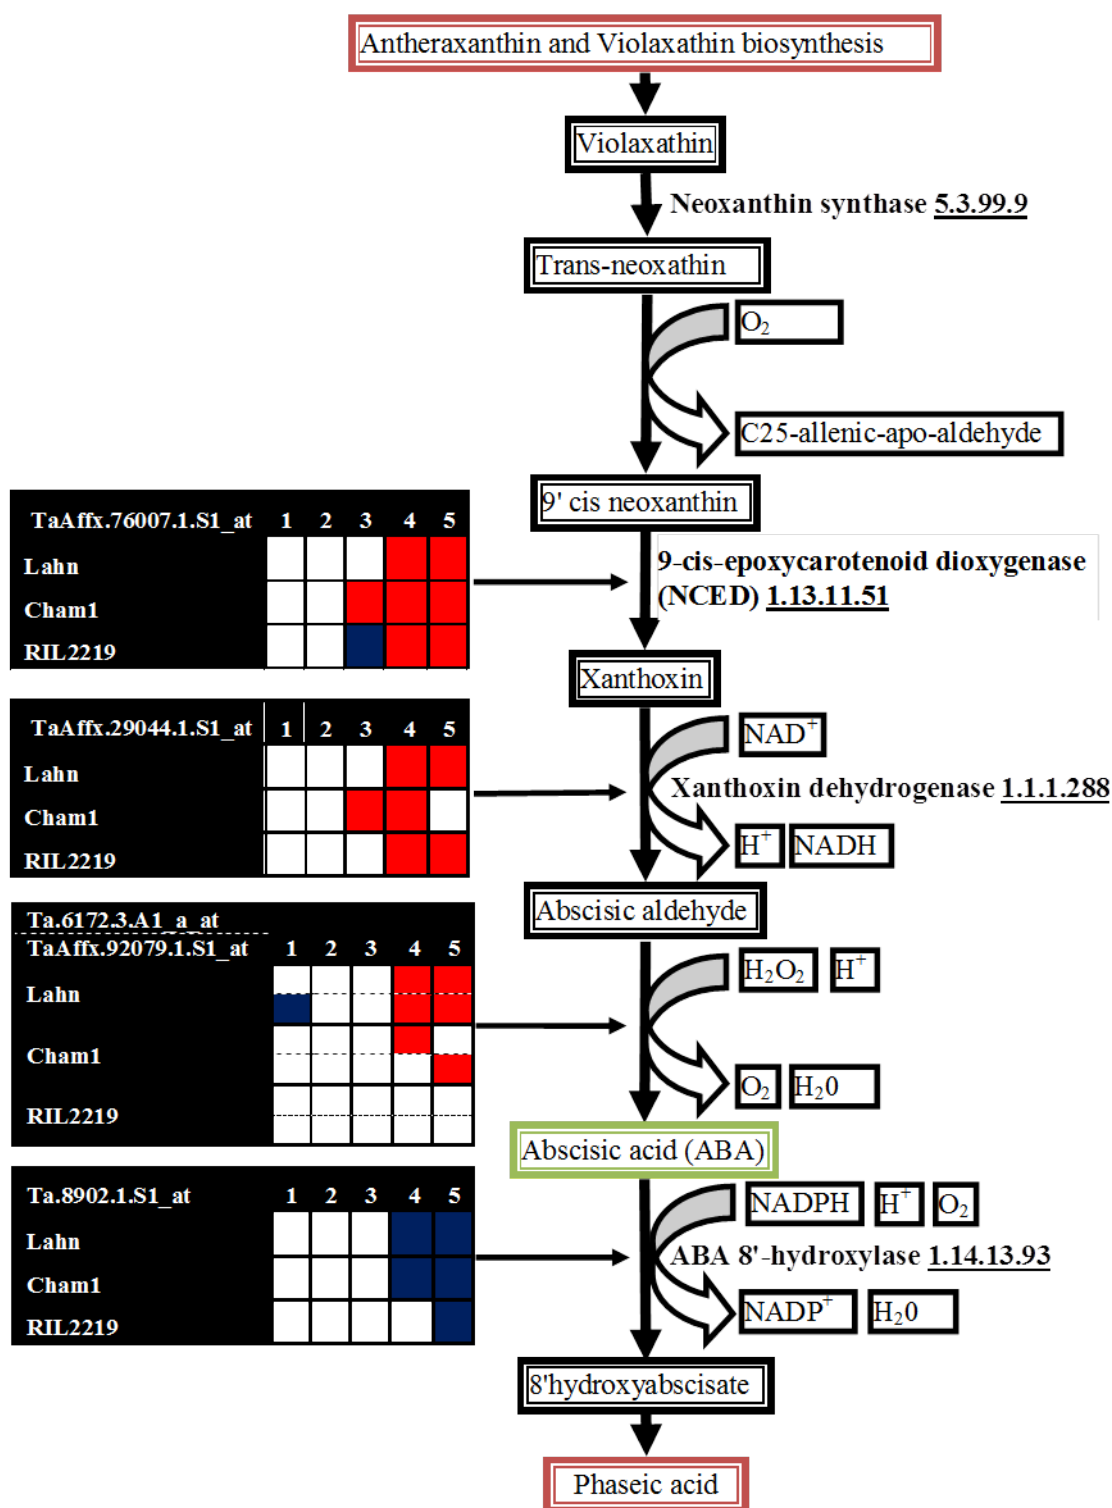 Antheraxanthin and Violaxathin biosynthesis
Violaxathin
Neoxanthin synthase 5.3.99.9
Trans-neoxathin
O2
C25-allenic-apo-aldehyde
9' cis neoxanthin
TaAffx.76007.1.S1_at 1 2 3 4 5
Lahn
Cham1
RIL2219
9-cis-epoxycarotenoid dioxygenase
(NCED) 1.13.11.51
Xanthoxin
TaAffx.29044.1.S1_at 1 2 3 4 5
Lahn
Cham1
RIL2219
NAD+
Xanthoxin dehydrogenase 1.1.1.288
H+ NADH
Abscisic aldehyde
Ta.6172.3.A1_a_at
TaAffx.92079.1.S1_at 1 2 3 4 5
Lahn
Cham1
RIL2219
H2O2 H+
O2 H20
Abscisic acid (ABA)
Ta.8902.1.S1_at 1 2 3 4 5
Lahn
Cham1
RIL2219
NADPH H+ O2
ABA 8'-hydroxylase 1.14.13.93
NADP+ H20
8'hydroxyabscisate
Phaseic acid